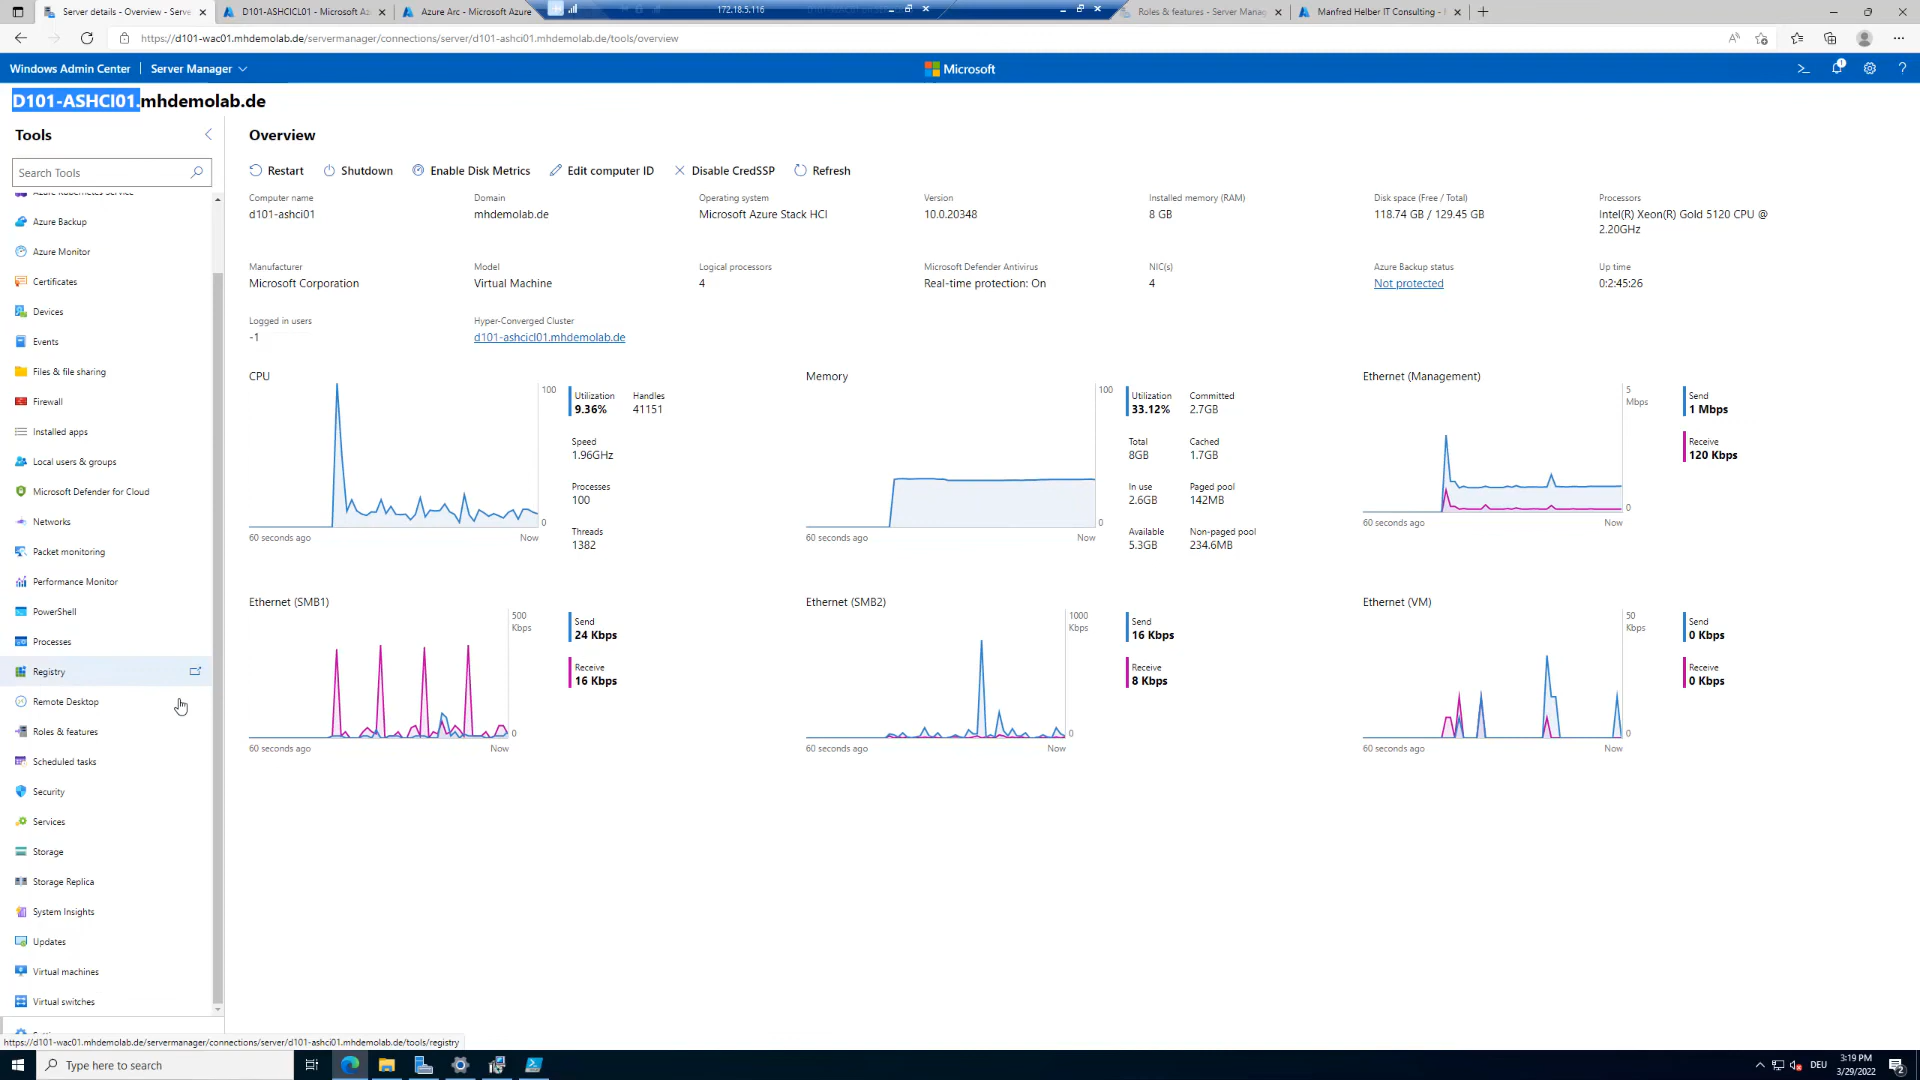 Server details - Overview - Serve
D101-ASHCICL01 - Microsoft Az
Azure Arc - Microsoft Azure
172.18.5.116
Roles & features - Server Manag
Manfred Helber IT Consulting -
https://d101-wac01.mhdemolab.de/servermanager/connections/server/d101-ashci01.mhdemolab.de/tools/overview
Windows Admin Center
Server Manager
Microsoft
D101-ASHCI01.mhdemolab.de
Tools
Search Tools
Azure Kubernetes Service
Azure Backup
Azure Monitor
Certificates
Devices
Events
Files & file sharing
Firewall
Installed apps
Local users & groups
Microsoft Defender for Cloud
Networks
Packet monitoring
Performance Monitor
PowerShell
Processes
Registry
Remote Desktop
Roles & features
Scheduled tasks
Security
Services
Storage
Storage Replica
System Insights
Updates
Virtual machines
Virtual switches
Overview
Restart
Shutdown
Enable Disk Metrics
Edit computer ID
Disable CredSSP
Refresh
Computer name
d101-ashci01
Domain
mhdemolab.de
Operating system
Microsoft Azure Stack HCI
Version
10.0.20348
Installed memory (RAM)
8 GB
Disk space (Free / Total)
118.74 GB / 129.45 GB
Processors
Intel(R) Xeon(R) Gold 5120 CPU @
2.20GHz
Manufacturer
Microsoft Corporation
Model
Virtual Machine
Logical processors
4
Microsoft Defender Antivirus
Real-time protection: On
NIC(s)
4
Azure Backup status
Not protected
Up time
0:2:45:26
Logged in users
-1
Hyper-Converged Cluster
d101-ashcicl01.mhdemolab.de
CPU
100
0
60 seconds ago
Now
Utilization
9.36%
Handles
41151
Speed
1.96GHz
Processes
100
Threads
1382
Memory
100
0
60 seconds ago
Now
Utilization
33.12%
Committed
2.7GB
Total
8GB
Cached
1.7GB
In use
2.6GB
Paged pool
142MB
Available
5.3GB
Non-paged pool
234.6MB
Ethernet (Management)
5
Mbps
0
60 seconds ago
Now
Send
1 Mbps
Receive
120 Kbps
Ethernet (SMB1)
500
Kbps
0
60 seconds ago
Now
Send
24 Kbps
Receive
16 Kbps
Ethernet (SMB2)
1000
Kbps
0
60 seconds ago
Now
Send
16 Kbps
Receive
8 Kbps
Ethernet (VM)
50
Kbps
0
60 seconds ago
Now
Send
0 Kbps
Receive
0 Kbps
https://d101-wac01.mhdemolab.de/servermanager/connections/server/d101-ashci01.mhdemolab.de/tools/registry
Type here to search
DEU
3:19 PM
3/29/2022
2